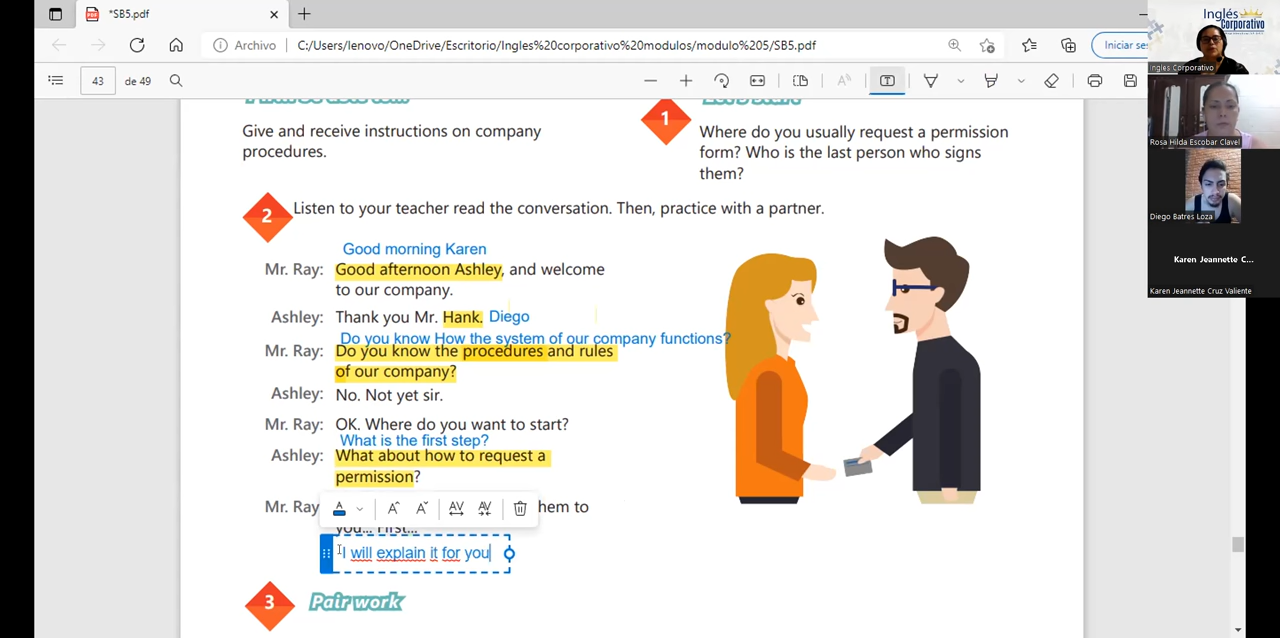 *SB5.pdf
Archivo
C:/Users/lenovo/OneDrive/Escritorio/Ingles%20corporativo%20modulos/modulo%205/SB5.pdf
Iniciar ses
43
de 49
Give and receive instructions on company
procedures.
1
Where do you usually request a permission
form? Who is the last person who signs
them?
2
Listen to your teacher read the conversation. Then, practice with a partner.
Good morning Karen
Mr. Ray: Good afternoon Ashley, and welcome
to our company.
Ashley: Thank you Mr. Hank. Diego
Do you know How the system of our company functions?
Mr. Ray: Do you know the procedures and rules
of our company?
Ashley: No. Not yet sir.
Mr. Ray: OK. Where do you want to start?
What is the first step?
Ashley: What about how to request a
permission?
Mr. Ray hem to
you... First...
I will explain it for you
3
Pair work
Inglés
Corporativo
Inglés Corporativo
Rosa Hilda Escobar Clavel
Diego Batres Loza
Karen Jeannette C...
Karen Jeannette Cruz Valiente